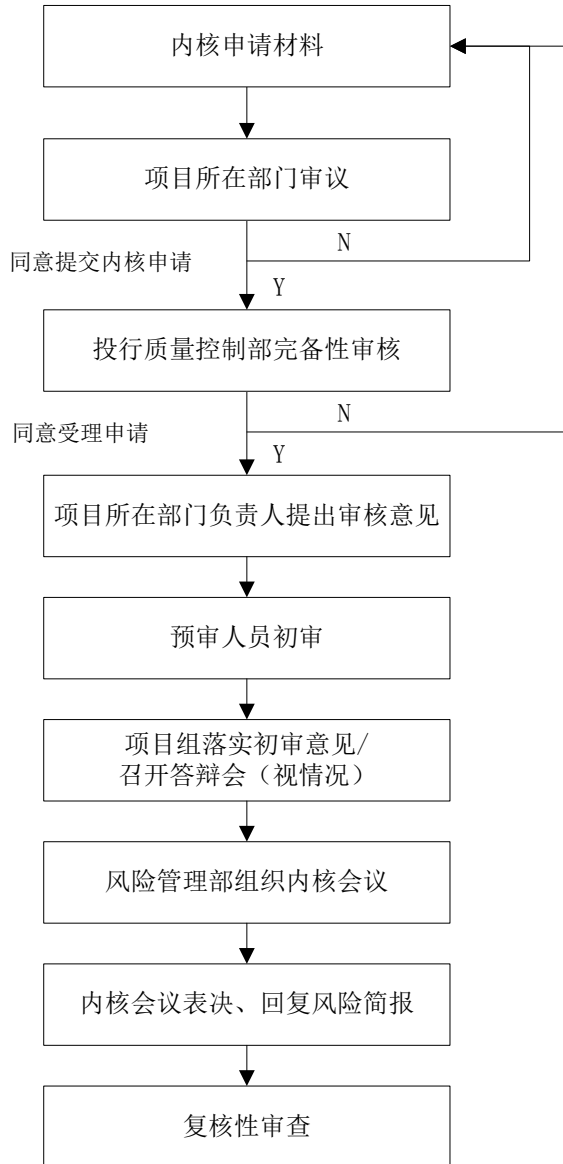 内核申请材料
项目所在部门审议
N
同意提交内核申请
Y
投行质量控制部完备性审核
N
同意受理申请
Y
项目所在部门负责人提出审核意见
预审人员初审
项目组落实初审意见/
召开答辩会（视情况）
风险管理部组织内核会议
内核会议表决、回复风险简报
复核性审查